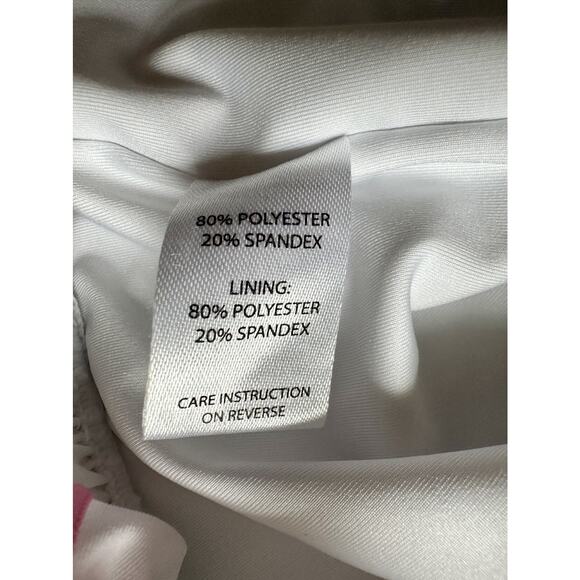 80% POLYESTER
20% SPANDEX
LINING:
80% POLYESTER
20% SPANDEX
CARE INSTRUCTION
ON REVERSE